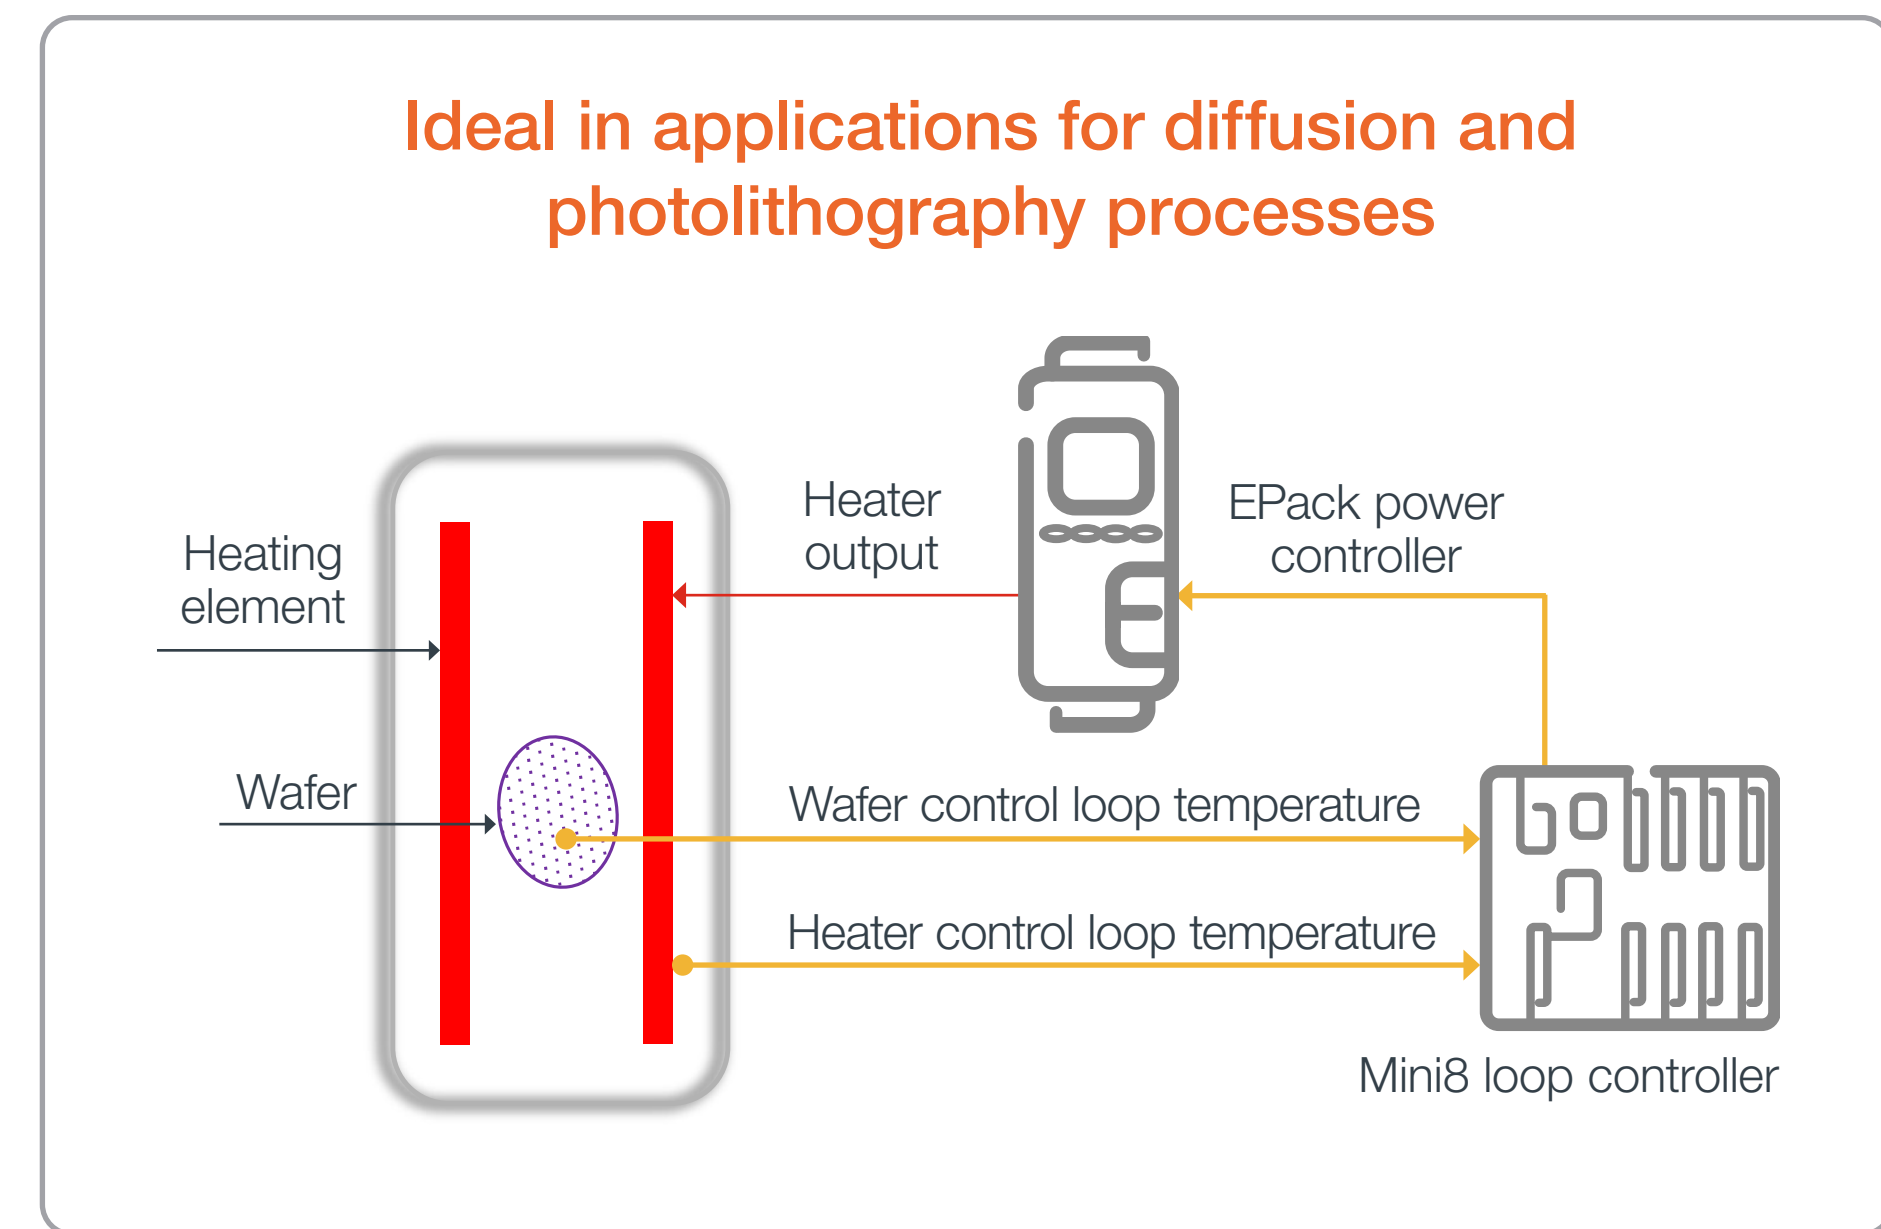 Ideal in applications for diffusion and
photolithography processes
Heater
output
EPack power
controller
Heating
element
Wafer
Wafer control loop temperature
Heater control loop temperature
Mini8 loop controller